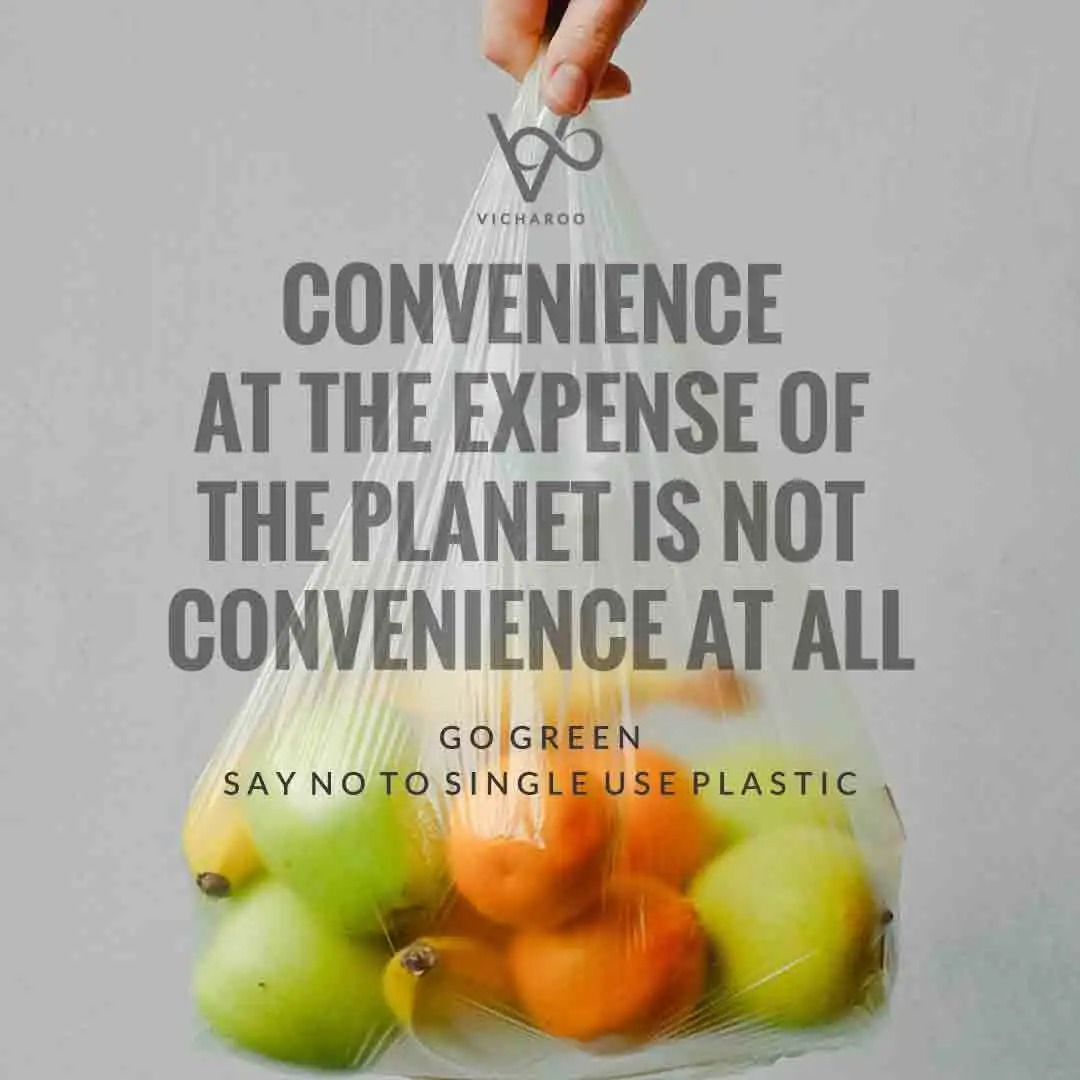 VICHAROO
CONVENIENCE
AT THE EXPENSE OF
THE PLANET IS NOT
CONVENIENCE AT ALL
GO GREEN
SAY NO TO SINGLE USE PLASTIC